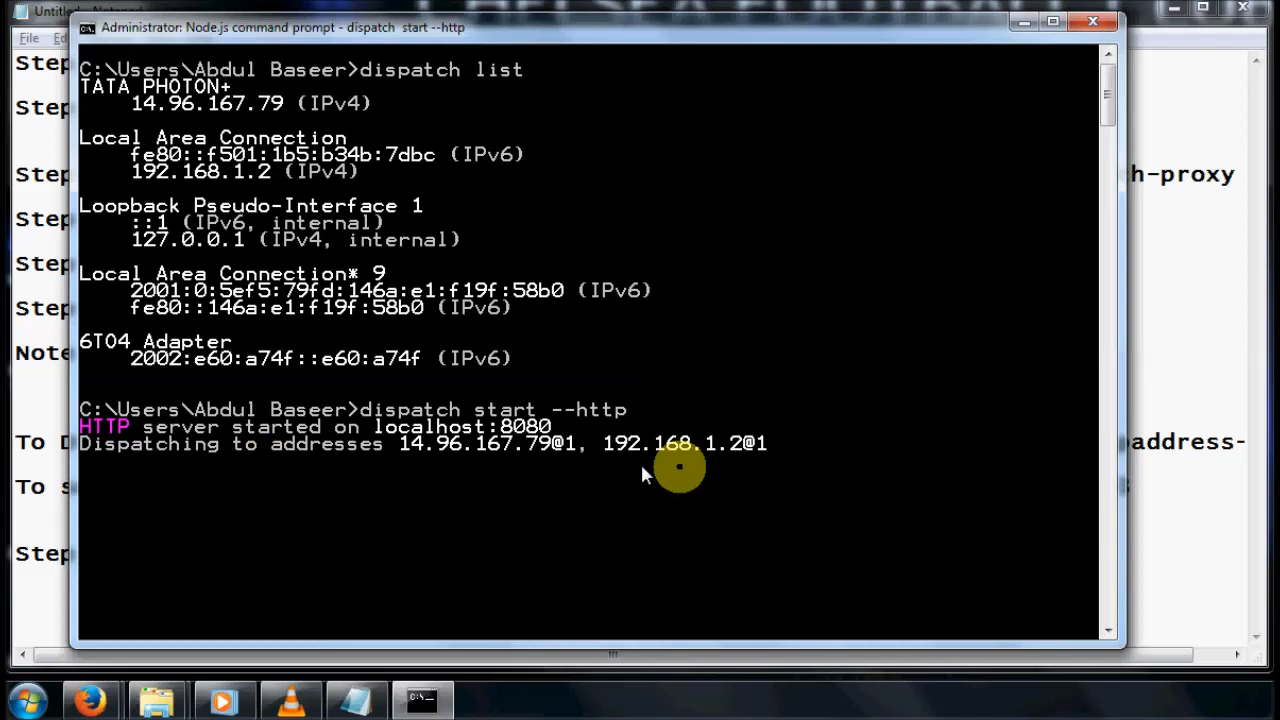 Untitled
Administrator: Node.js command prompt - dispatch  start --http
File
Step
Step
Step
Step
Step
Step
Note
To D
To s
Step
C:\Users\Abdul Baseer>dispatch list
TATA PHOTON+
14.96.167.79 (IPv4)
Local Area Connection
fe80::f501:1b5:b34b:7dbc (IPv6)
192.168.1.2 (IPv4)
Loopback Pseudo-Interface 1
::1 (IPv6, internal)
127.0.0.1 (IPv4, internal)
Local Area Connection* 9
2001:0:5ef5:79fd:146a:e1:f19f:58b0 (IPv6)
fe80::146a:e1:f19f:58b0 (IPv6)
6TO4 Adapter
2002:e60:a74f::e60:a74f (IPv6)
C:\Users\Abdul Baseer>dispatch start --http
HTTP server started on localhost:8080
Dispatching to addresses 14.96.167.79@1, 192.168.1.2@1
h-proxy
address-